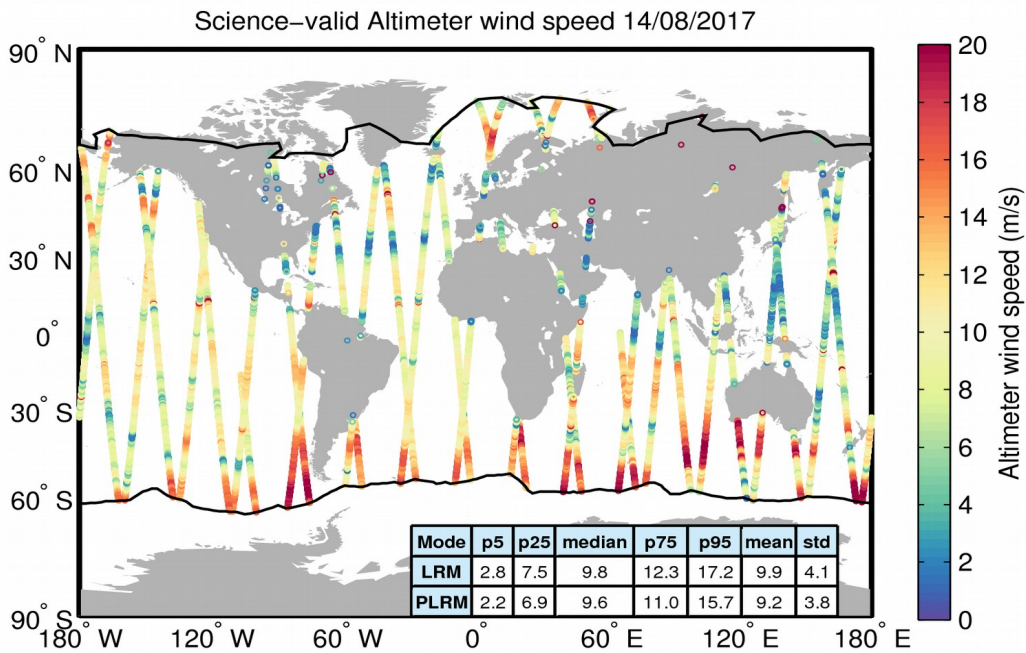 Science−valid Altimeter wind speed 14/08/2017
90° N
60° N
30° N
0°
30° S
60° S
90° S
180° W
120° W
60° W
0°
60° E
120° E
180° E
Mode p5 p25 median p75 p95 mean std
LRM 2.8 7.5 9.8 12.3 17.2 9.9 4.1
PLRM 2.2 6.9 9.6 11.0 15.7 9.2 3.8
20
18
16
14
12
10
8
6
4
2
0
Altimeter wind speed (m/s)